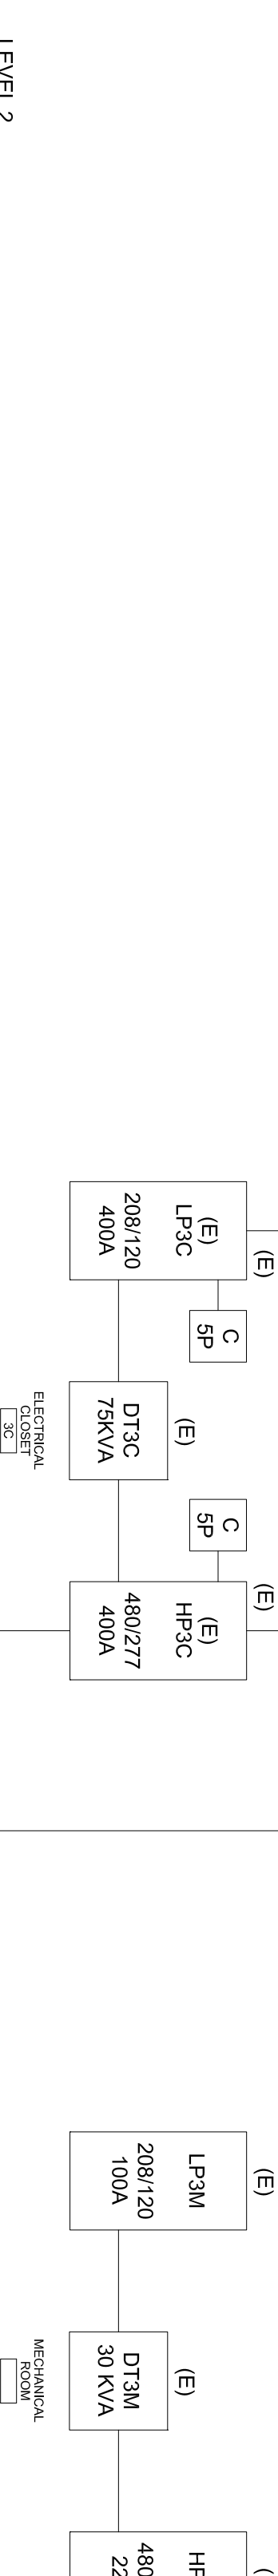 LEVEL 2
(E)
(E)
LP3C
208/120
400A
C
5P
(E)
DT3C
75KVA
ELECTRICAL
CLOSET
3C
C
5P
(E)
(E)
HP3C
480/277
400A
(E)
LP3M
208/120
100A
(E)
DT3M
30 KVA
MECHANICAL
ROOM